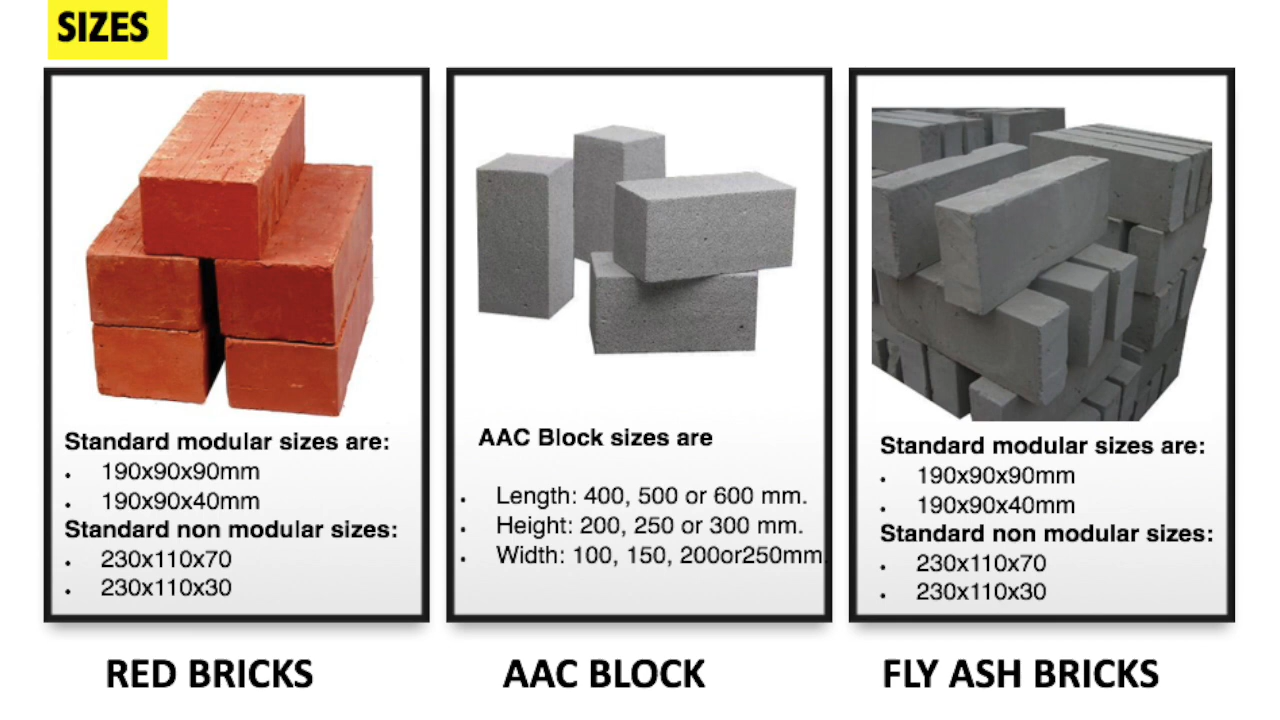 SIZES
Standard modular sizes are:
• 190x90x90mm
• 190x90x40mm
Standard non modular sizes:
• 230x110x70
• 230x110x30
RED BRICKS
AAC Block sizes are
• Length: 400, 500 or 600 mm.
• Height: 200, 250 or 300 mm.
• Width: 100, 150, 200or250mm.
AAC BLOCK
Standard modular sizes are:
• 190x90x90mm
• 190x90x40mm
Standard non modular sizes:
• 230x110x70
• 230x110x30
FLY ASH BRICKS